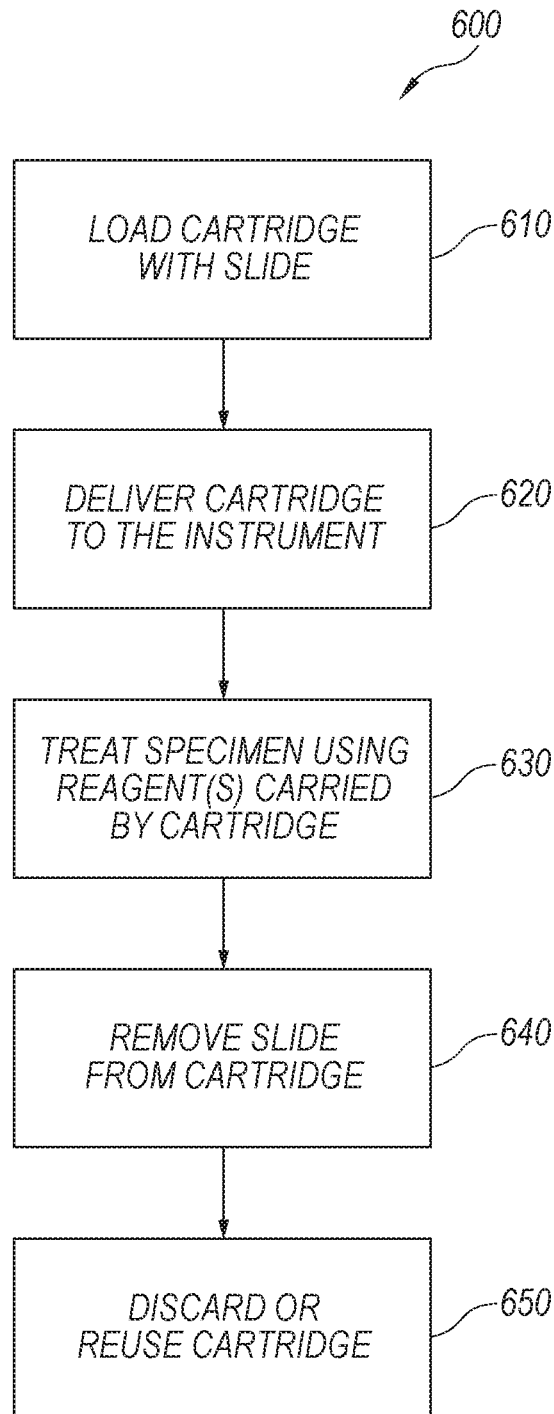 600
LOAD CARTRIDGE
WITH SLIDE
610
DELIVER CARTRIDGE
TO THE INSTRUMENT
620
TREAT SPECIMEN USING
REAGENT(S) CARRIED
BY CARTRIDGE
630
REMOVE SLIDE
FROM CARTRIDGE
640
DISCARD OR
REUSE CARTRIDGE
650